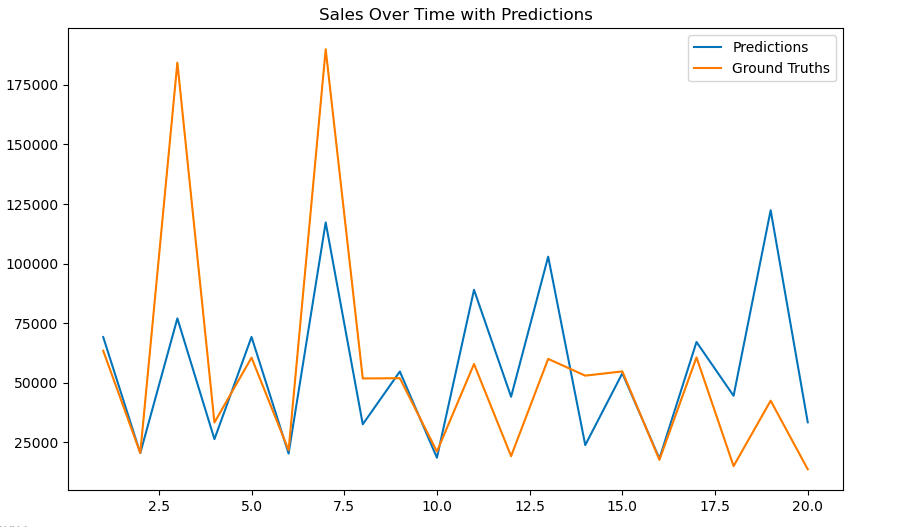 Sales Over Time with Predictions
Predictions
Ground Truths
175000
150000
125000
100000
75000
50000
25000
2.5 5.0 7.5 10.0 12.5 15.0 17.5 20.0